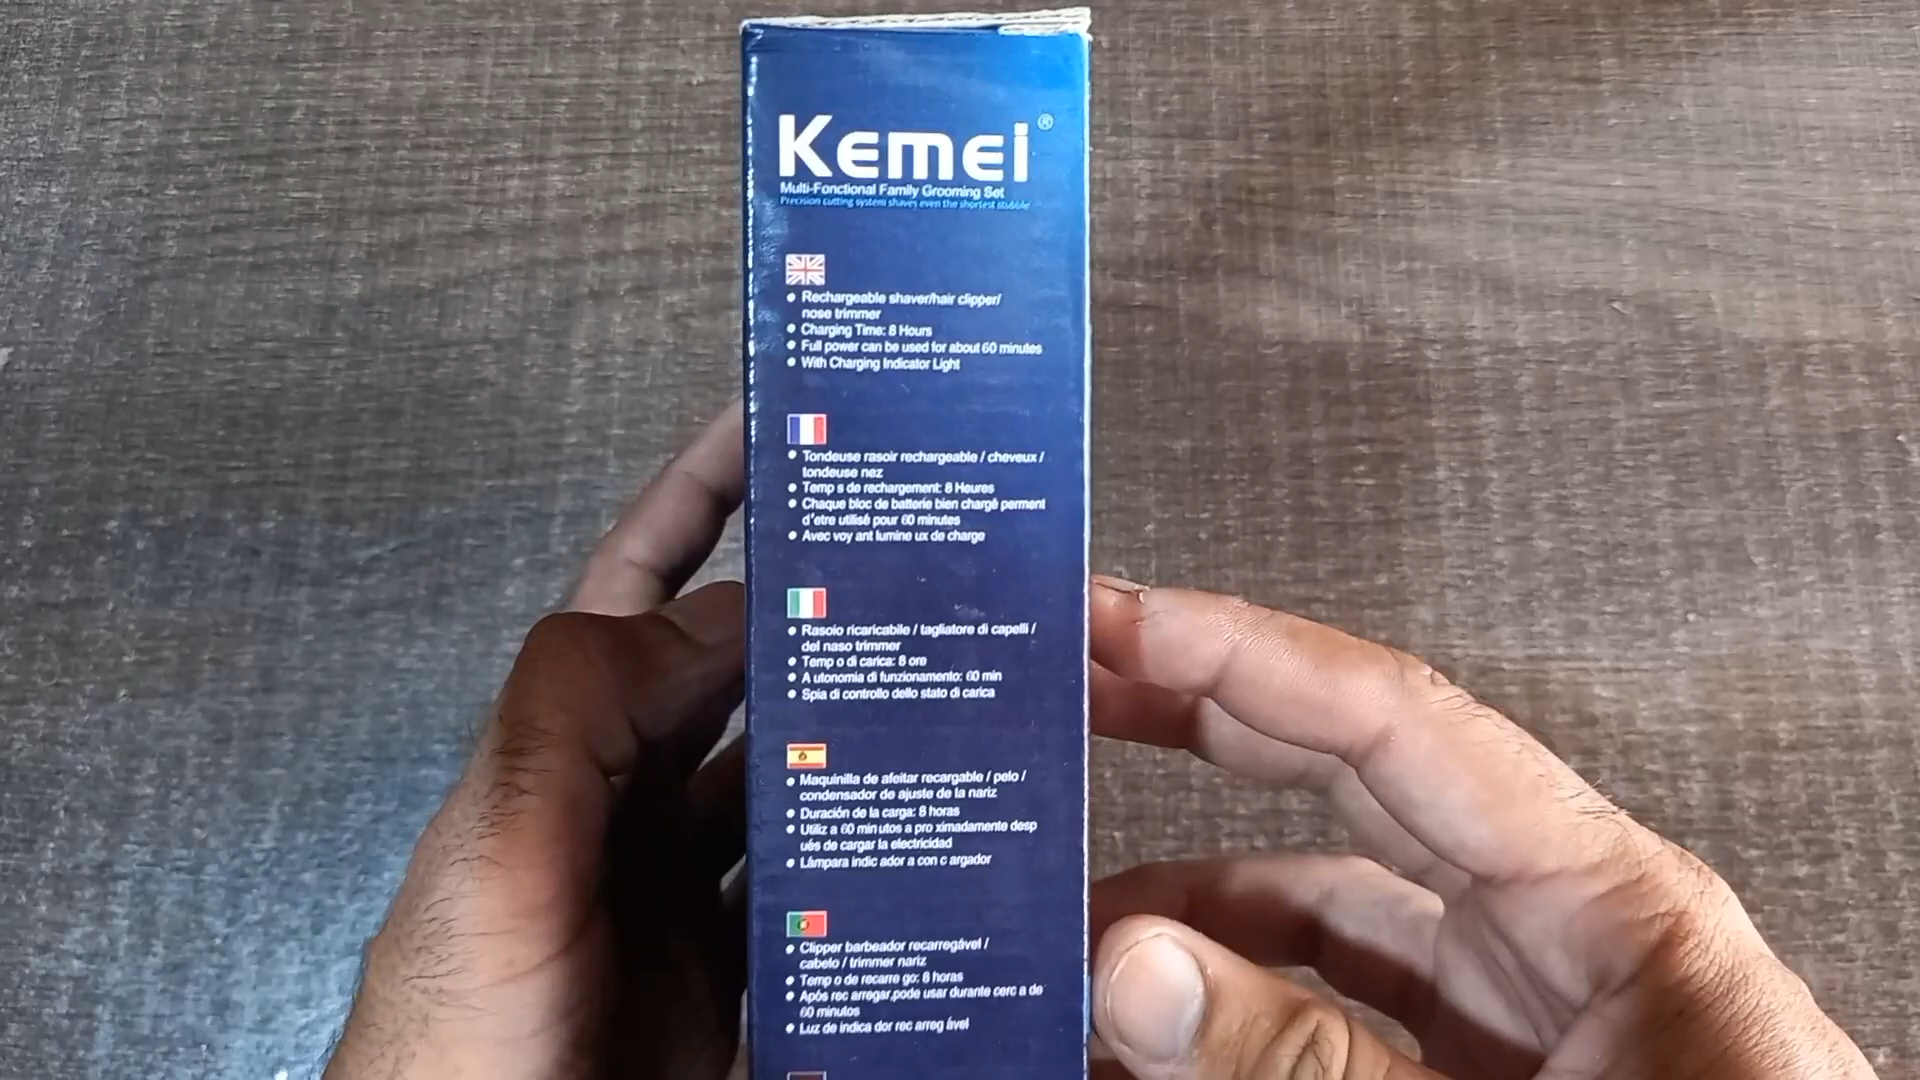 Kemei®
Multi-Fonctional Family Grooming Set
Precision cutting system shaves even the shortest stubble
• Rechargeable shaver/hair clipper/
nose trimmer
• Charging Time: 8 Hours
• Full power can be used for about 60 minutes
• With Charging Indicator Light
• Tondeuse rasoir rechargeable / cheveux /
tondeuse nez
• Temp s de rechargement: 8 Heures
• Chaque bloc de batterie bien chargé perment
d'etre utilisé pour 60 minutes
• Avec voy ant lumine ux de charge
• Rasoio ricaricabile / tagliatore di capelli /
del naso trimmer
• Temp o di carica: 8 ore
• A utonomia di funzionamento: 60 min
• Spia di controllo dello stato di carica
• Maquinilla de afeitar recargable / pelo /
condensador de ajuste de la nariz
• Duración de la carga: 8 horas
• Utiliz a 60 min utos a pro ximadamente desp
ués de cargar la electricidad
• Lámpara indic ador a con c argador
• Clipper barbeador recarregável /
cabelo / trimmer nariz
• Temp o de recarre go: 8 horas
• Após rec arregar,pode usar durante cerc a de
60 minutos
• Luz de indica dor rec arreg ável